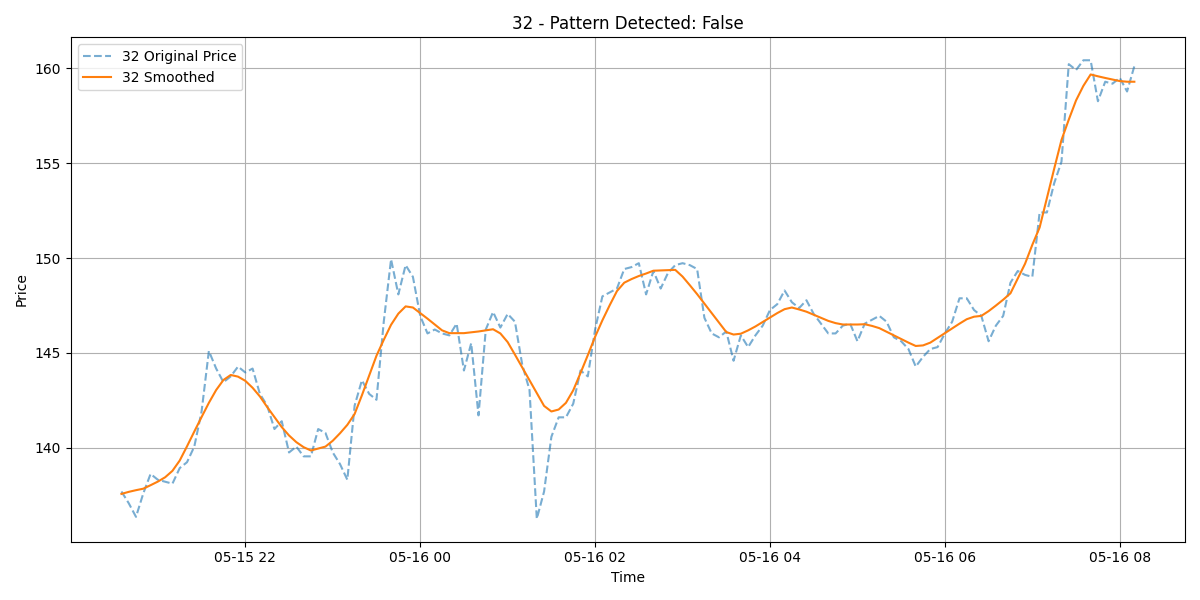 32 - Pattern Detected: False
32 Original Price
32 Smoothed
160
155
150
145
140
Price
05-15 22
05-16 00
05-16 02
05-16 04
05-16 06
05-16 08
Time